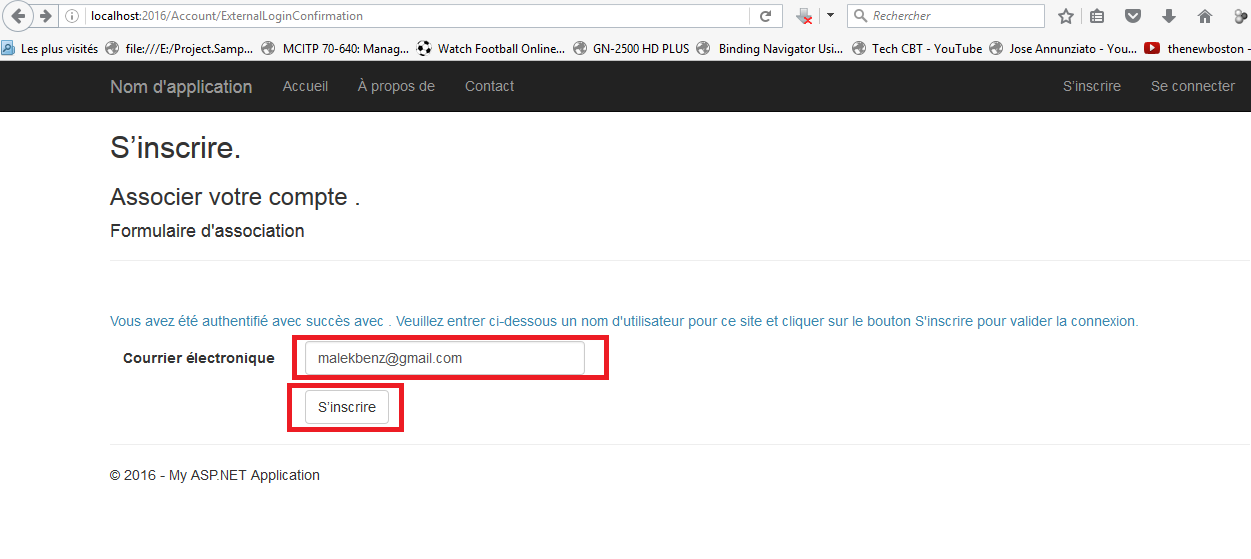 localhost:2016/Account/ExternalLoginConfirmation Rechercher
Les plus visités file:///E:/Project.Samp... MCITP 70-640: Manag... Watch Football Online... GN-2500 HD PLUS Binding Navigator Usi... Tech CBT - YouTube Jose Annunziato - You... thenewboston -
Nom d'application Accueil À propos de Contact S’inscrire Se connecter
S’inscrire.
Associer votre compte .
Formulaire d'association
Vous avez été authentifié avec succès avec . Veuillez entrer ci-dessous un nom d'utilisateur pour ce site et cliquer sur le bouton S'inscrire pour valider la connexion.
Courrier électronique malekbenz@gmail.com
S’inscrire
© 2016 - My ASP.NET Application